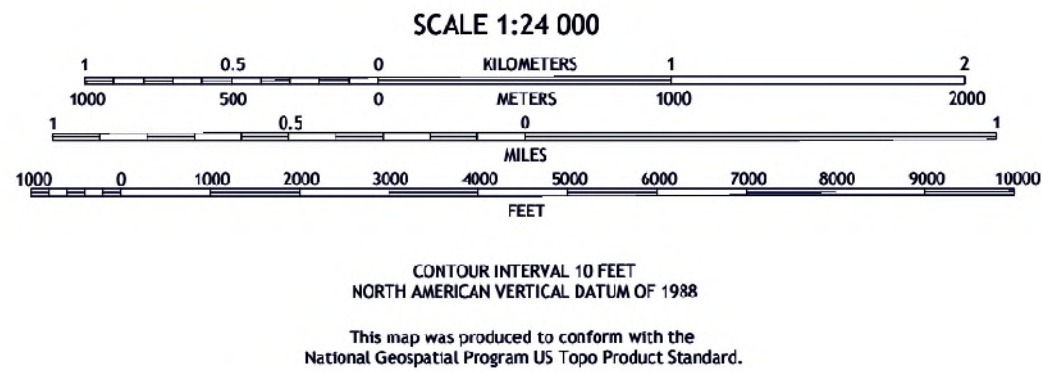 SCALE 1:24 000
1 0.5 0 KILOMETERS 1 2
1000 500 0 METERS 1000 2000
1 0.5 0 1
MILES
1000 0 1000 2000 3000 4000 5000 6000 7000 8000 9000 10000
FEET
CONTOUR INTERVAL 10 FEET
NORTH AMERICAN VERTICAL DATUM OF 1988
This map was produced to conform with the
National Geospatial Program US Topo Product Standard.